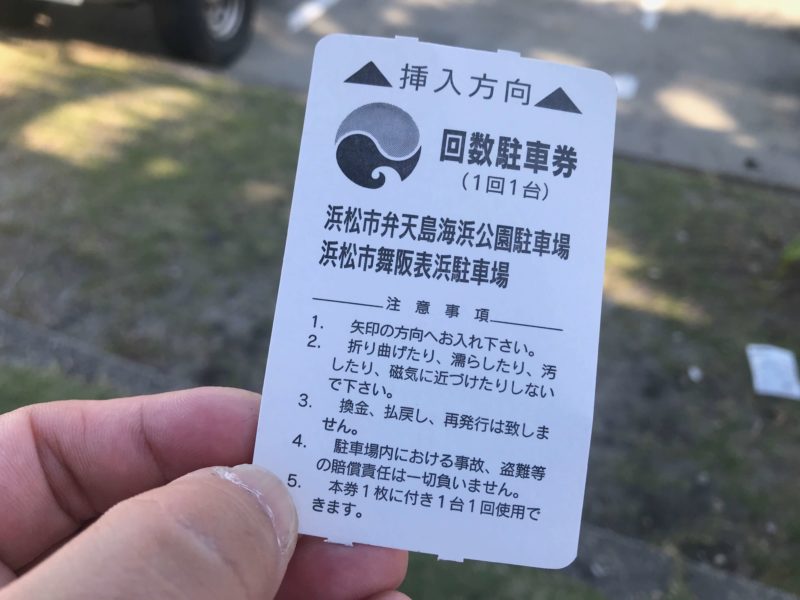 ▲挿入方向▲
回数駐車券
（1回1台）
浜松市弁天島海浜公園駐車場
浜松市舞阪表浜駐車場
注意事項
1. 矢印の方向へお入れ下さい。
2. 折り曲げたり、濡らしたり、汚
したり、磁気に近づけたりしない
で下さい。
3. 換金、払戻し、再発行は致しま
せん。
4. 駐車場内における事故、盗難等
の賠償責任は一切負いません。
5. 本券1枚に付き1台1回使用で
きます。